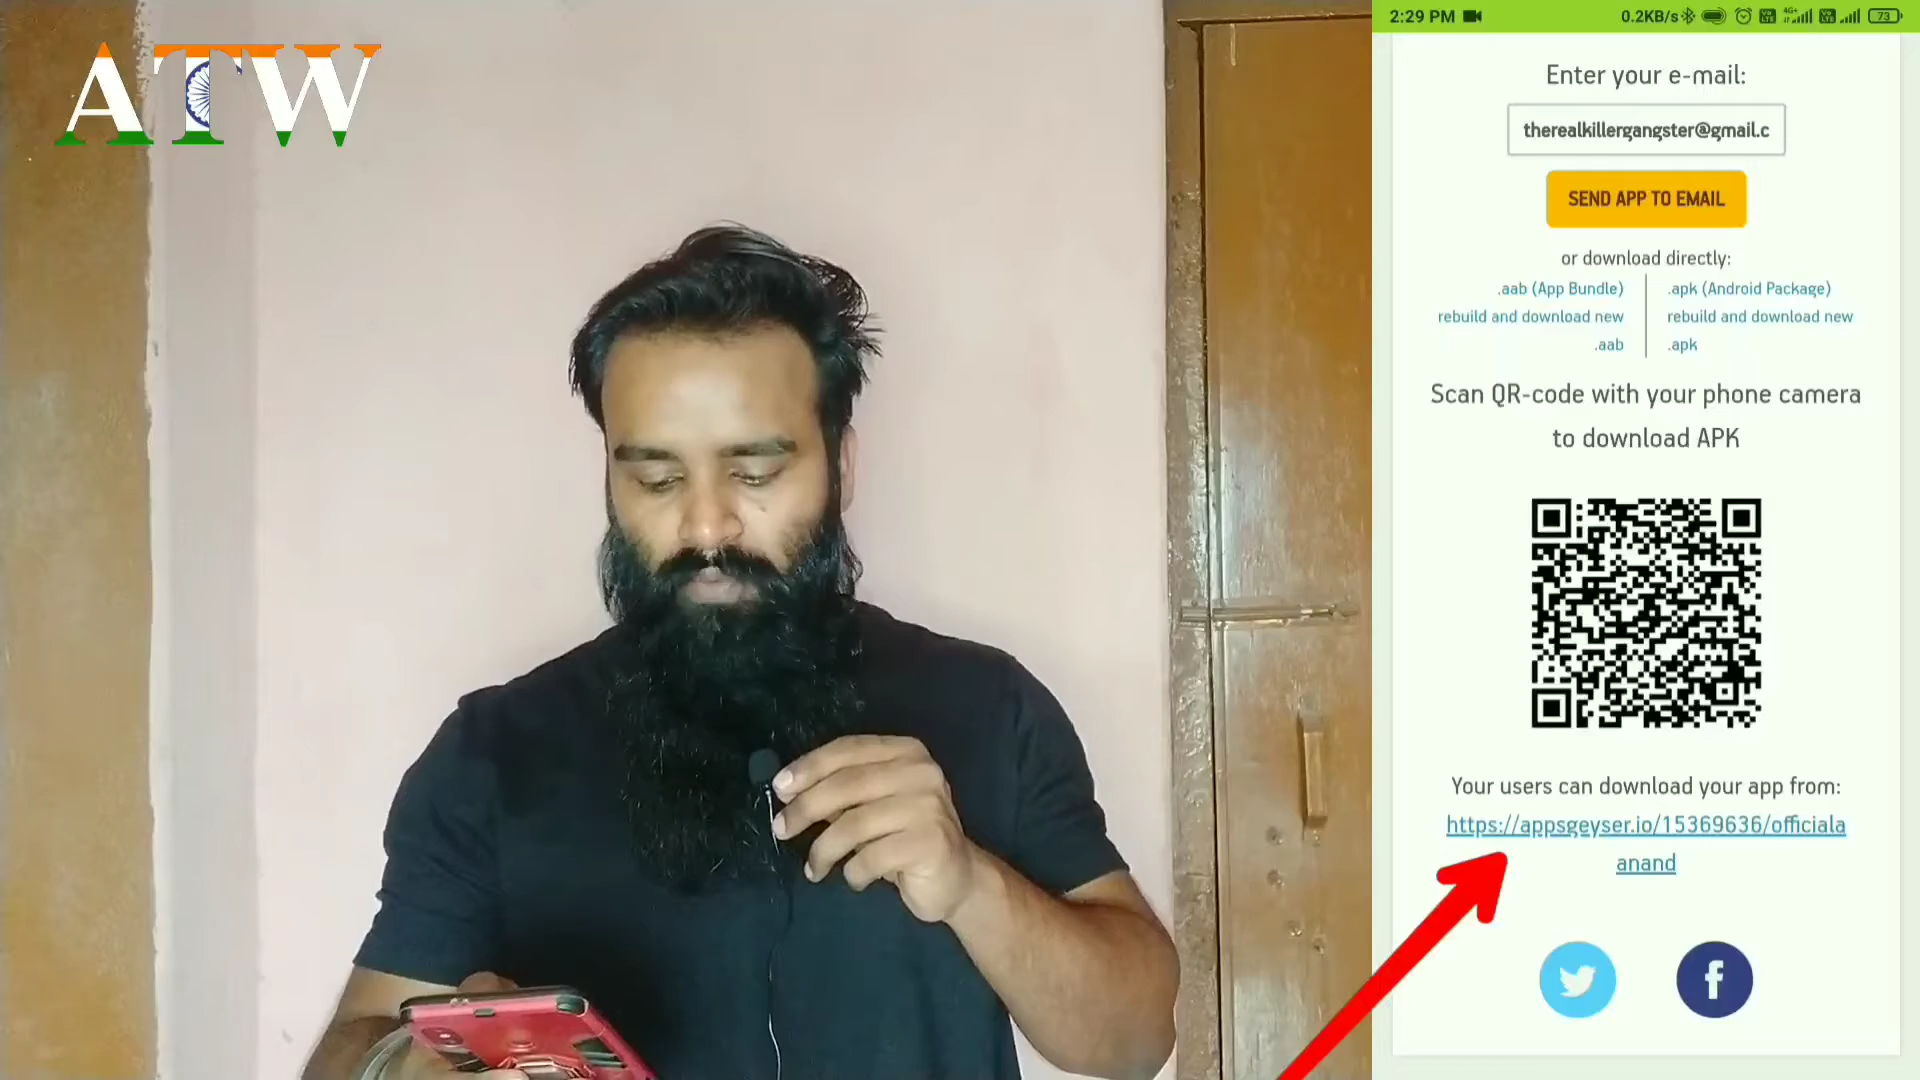 ATW
2:29 PM
0.2KB/s
4G+
73
Enter your e-mail:
therealkillergangster@gmail.c
SEND APP TO EMAIL
or download directly:
.aab (App Bundle)
rebuild and download new
.aab
.apk (Android Package)
rebuild and download new
.apk
Scan QR-code with your phone camera
to download APK
Your users can download your app from:
https://appsgeyser.io/15369636/officiala
anand